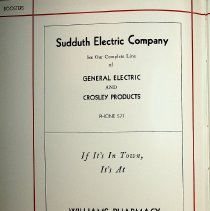 BOOSTERS
Sudduth Electric Company
See Our Complete Line
of
GENERAL ELECTRIC
AND
CROSLEY PRODUCTS
PHONE 571
If It's In Town,
It's At
WILLIAMS PHARMACY